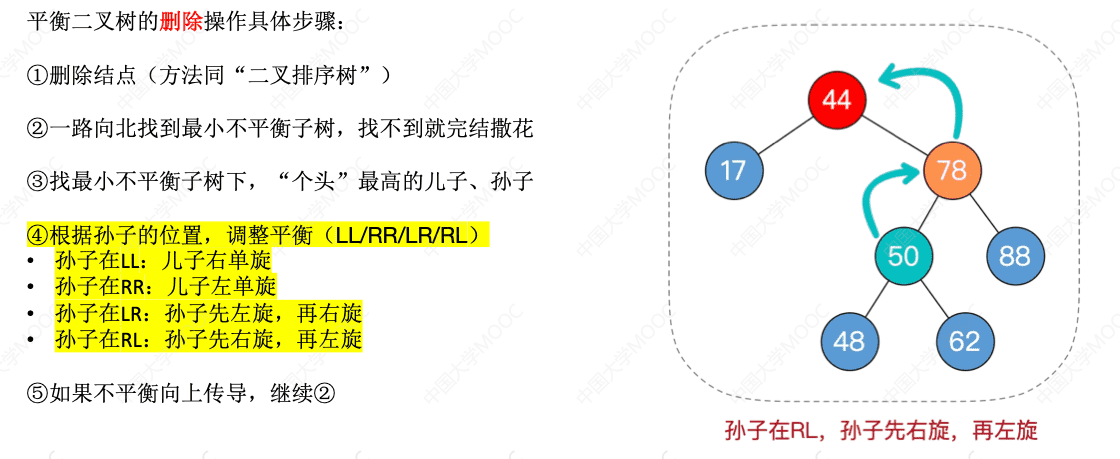 平衡二叉树的删除操作具体步骤：
①删除结点（方法同“二叉排序树”）
②一路向北找到最小不平衡子树，找不到就完结撒花
③找最小不平衡子树下，“个头”最高的儿子、孙子
④根据孙子的位置，调整平衡（LL/RR/LR/RL）
• 孙子在LL：儿子右单旋
• 孙子在RR：儿子左单旋
• 孙子在LR：孙子先左旋，再右旋
• 孙子在RL：孙子先右旋，再左旋
⑤如果不平衡向上传导，继续②
44
17
78
50
88
48
62
孙子在RL，孙子先右旋，再左旋
中国大学MOOC